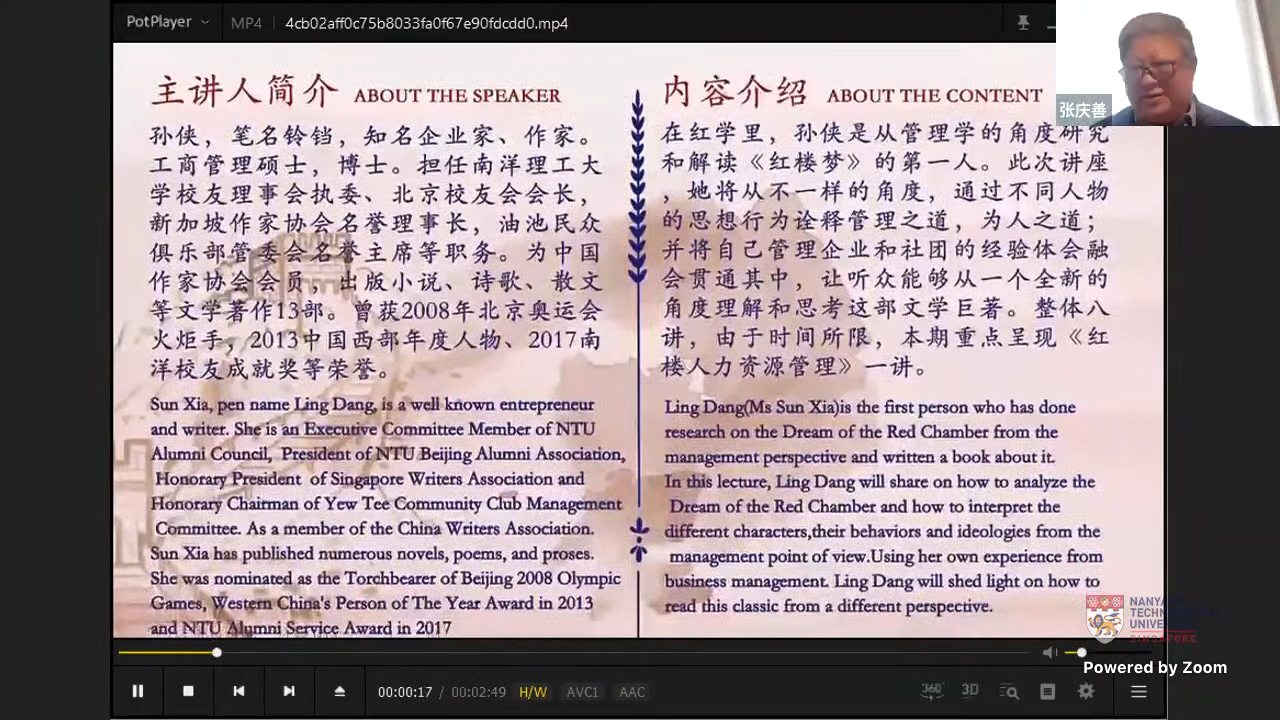 PotPlayer
MP4
4cb02aff0c75b8033fa0f67e90fdcdd0.mp4
张庆善
主讲人简介 ABOUT THE SPEAKER
孙侠，笔名铃铛，知名企业家、作家。
工商管理硕士，博士。担任南洋理工大
学校友理事会执委、北京校友会会长，
新加坡作家协会名誉理事长，油池民众
俱乐部管委会名誉主席等职务。为中国
作家协会会员，出版小说、诗歌、散文
等文学著作13部。曾获2008年北京奥运会
火炬手，2013中国西部年度人物、2017南
洋校友成就奖等荣誉。
Sun Xia, pen name Ling Dang, is a well known entrepreneur
and writer. She is an Executive Committee Member of NTU
Alumni Council, President of NTU Beijing Alumni Association,
Honorary President of Singapore Writers Association and
Honorary Chairman of Yew Tee Community Club Management
Committee. As a member of the China Writers Association.
Sun Xia has published numerous novels, poems, and proses.
She was nominated as the Torchbearer of Beijing 2008 Olympic
Games, Western China's Person of The Year Award in 2013
and NTU Alumni Service Award in 2017
内容介绍 ABOUT THE CONTENT
在红学里，孙侠是从管理学的角度研究
和解读《红楼梦》的第一人。此次讲座
，她将从不一样的角度，通过不同人物
的思想行为诠释管理之道，为人之道；
并将自己管理企业和社团的经验体会融
会贯通其中，让听众能够从一个全新的
角度理解和思考这部文学巨著。整体八
讲，由于时间所限，本期重点呈现《红
楼人力资源管理》一讲。
Ling Dang(Ms Sun Xia)is the first person who has done
research on the Dream of the Red Chamber from the
management perspective and written a book about it.
In this lecture, Ling Dang will share on how to analyze the
Dream of the Red Chamber and how to interpret the
different characters,their behaviors and ideologies from the
management point of view.Using her own experience from
business management. Ling Dang will shed light on how to
read this classic from a different perspective.
SINGAPORE
Powered by Zoom
00:00:17 / 00:02:49 H/W AVC1 AAC
360° 3D